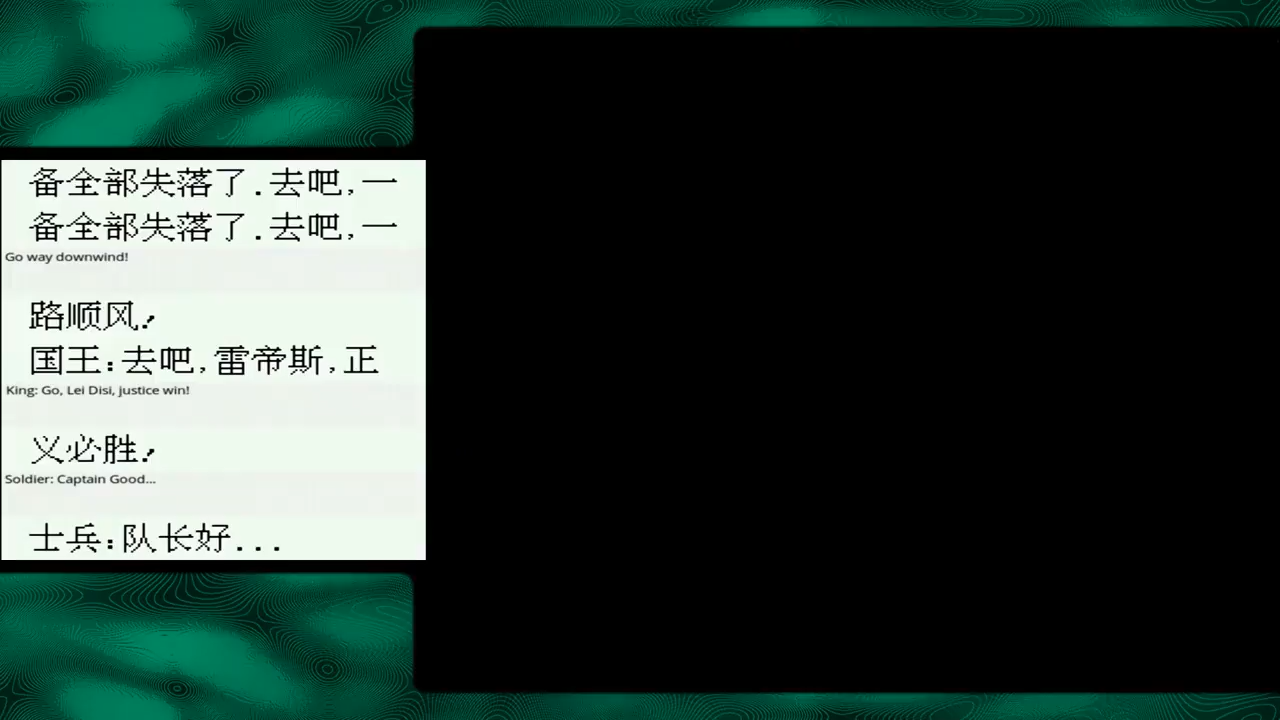 备全部失落了.去吧,一
备全部失落了.去吧,一
Go way downwind!
路顺风!
国王:去吧,雷帝斯,正
King: Go, Lei Disi, justice win!
义必胜!
Soldier: Captain Good...
士兵:队长好...